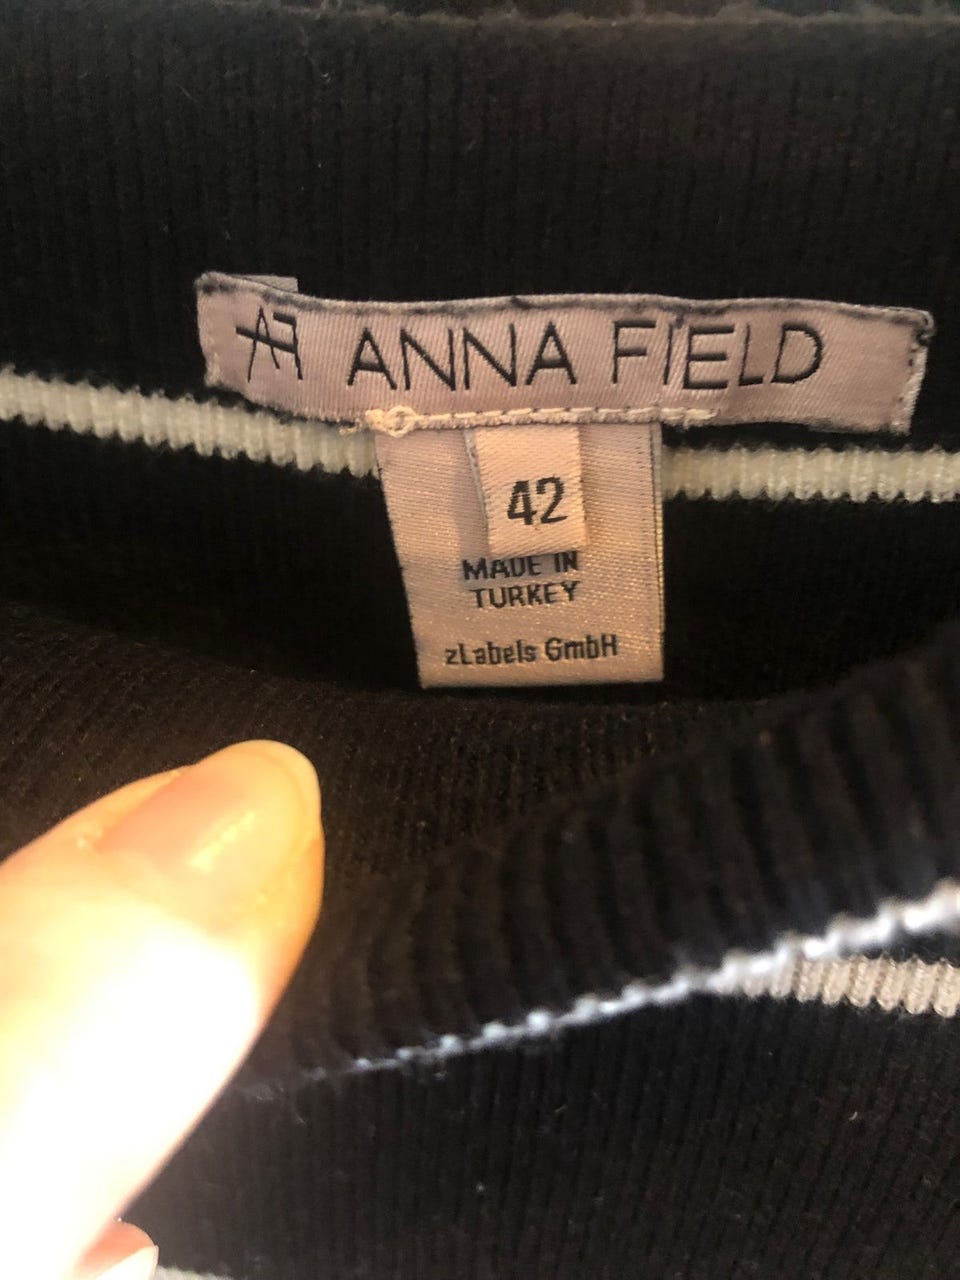 AF ANNA FIELD
42
MADE IN
TURKEY
zLabels GmbH